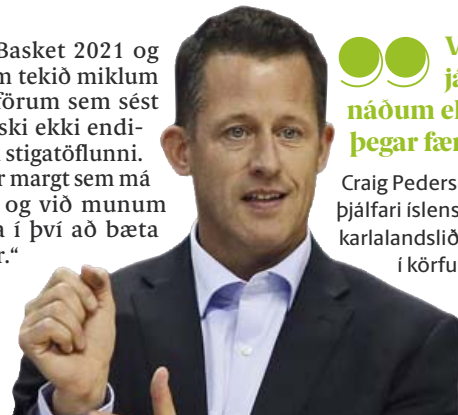 Basket 2021 og
tekið miklum
förum sem sést
ski ekki endi-
stigatöflunni.
r margt sem má
og við munum
í því að bæta
r.“
V
já
náðum ek
þegar fær
Craig Peders
þjálfari íslens
karlalandslið
í körfu